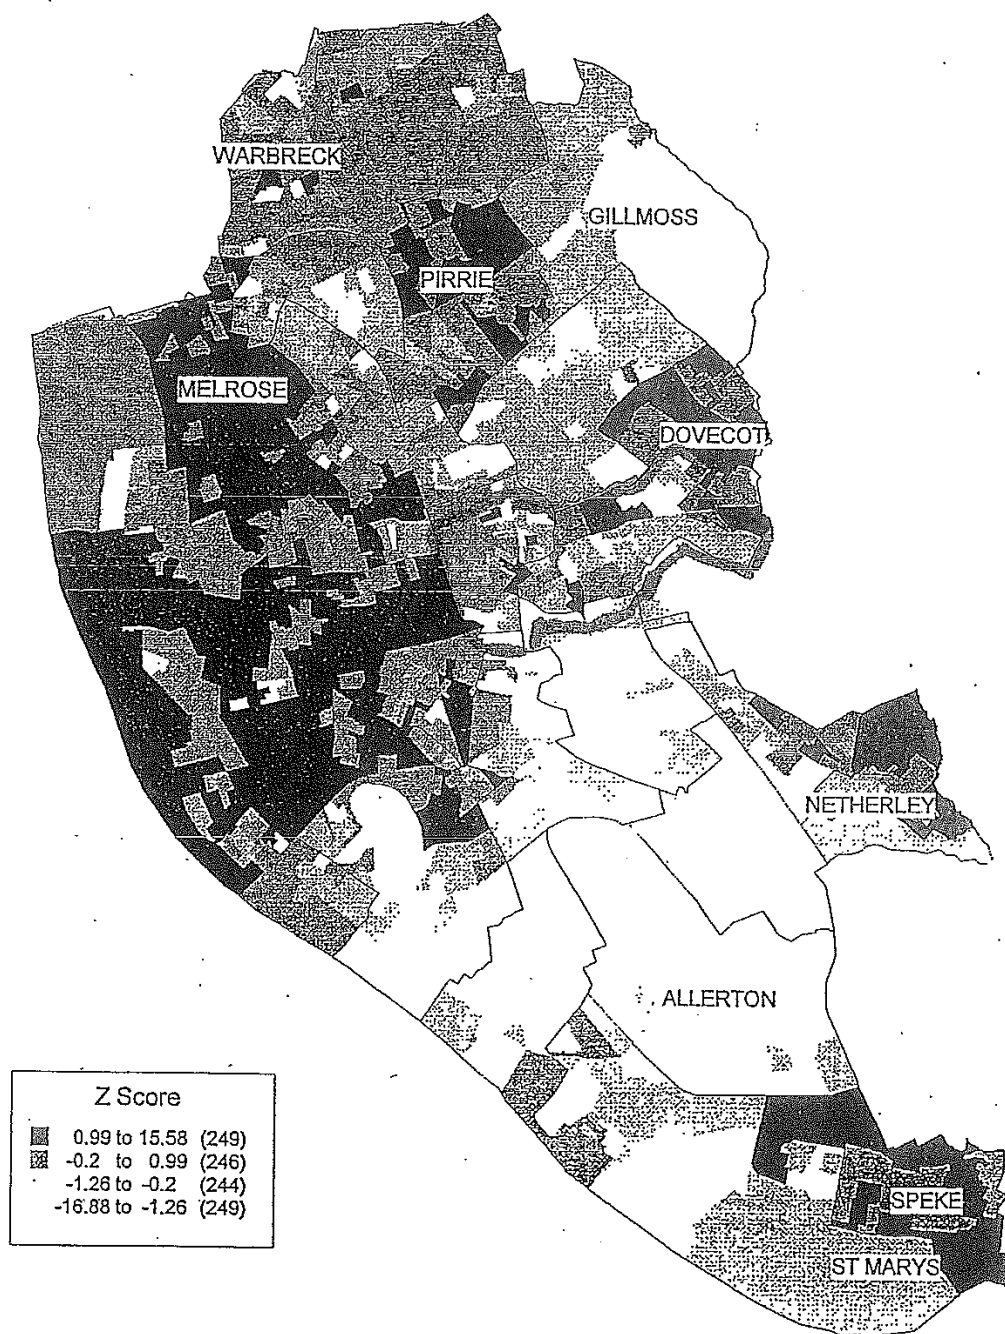 WARBRECK
GILLMOSS
PIRRIE
MELROSE
DOVECOT
NETHERLEY
ALLERTON
Z Score
0.99 to 15.58 (249)
-0.2 to 0.99 (246)
-1.26 to -0.2 (244)
-16.88 to -1.26 (249)
SPEKE
ST MARYS